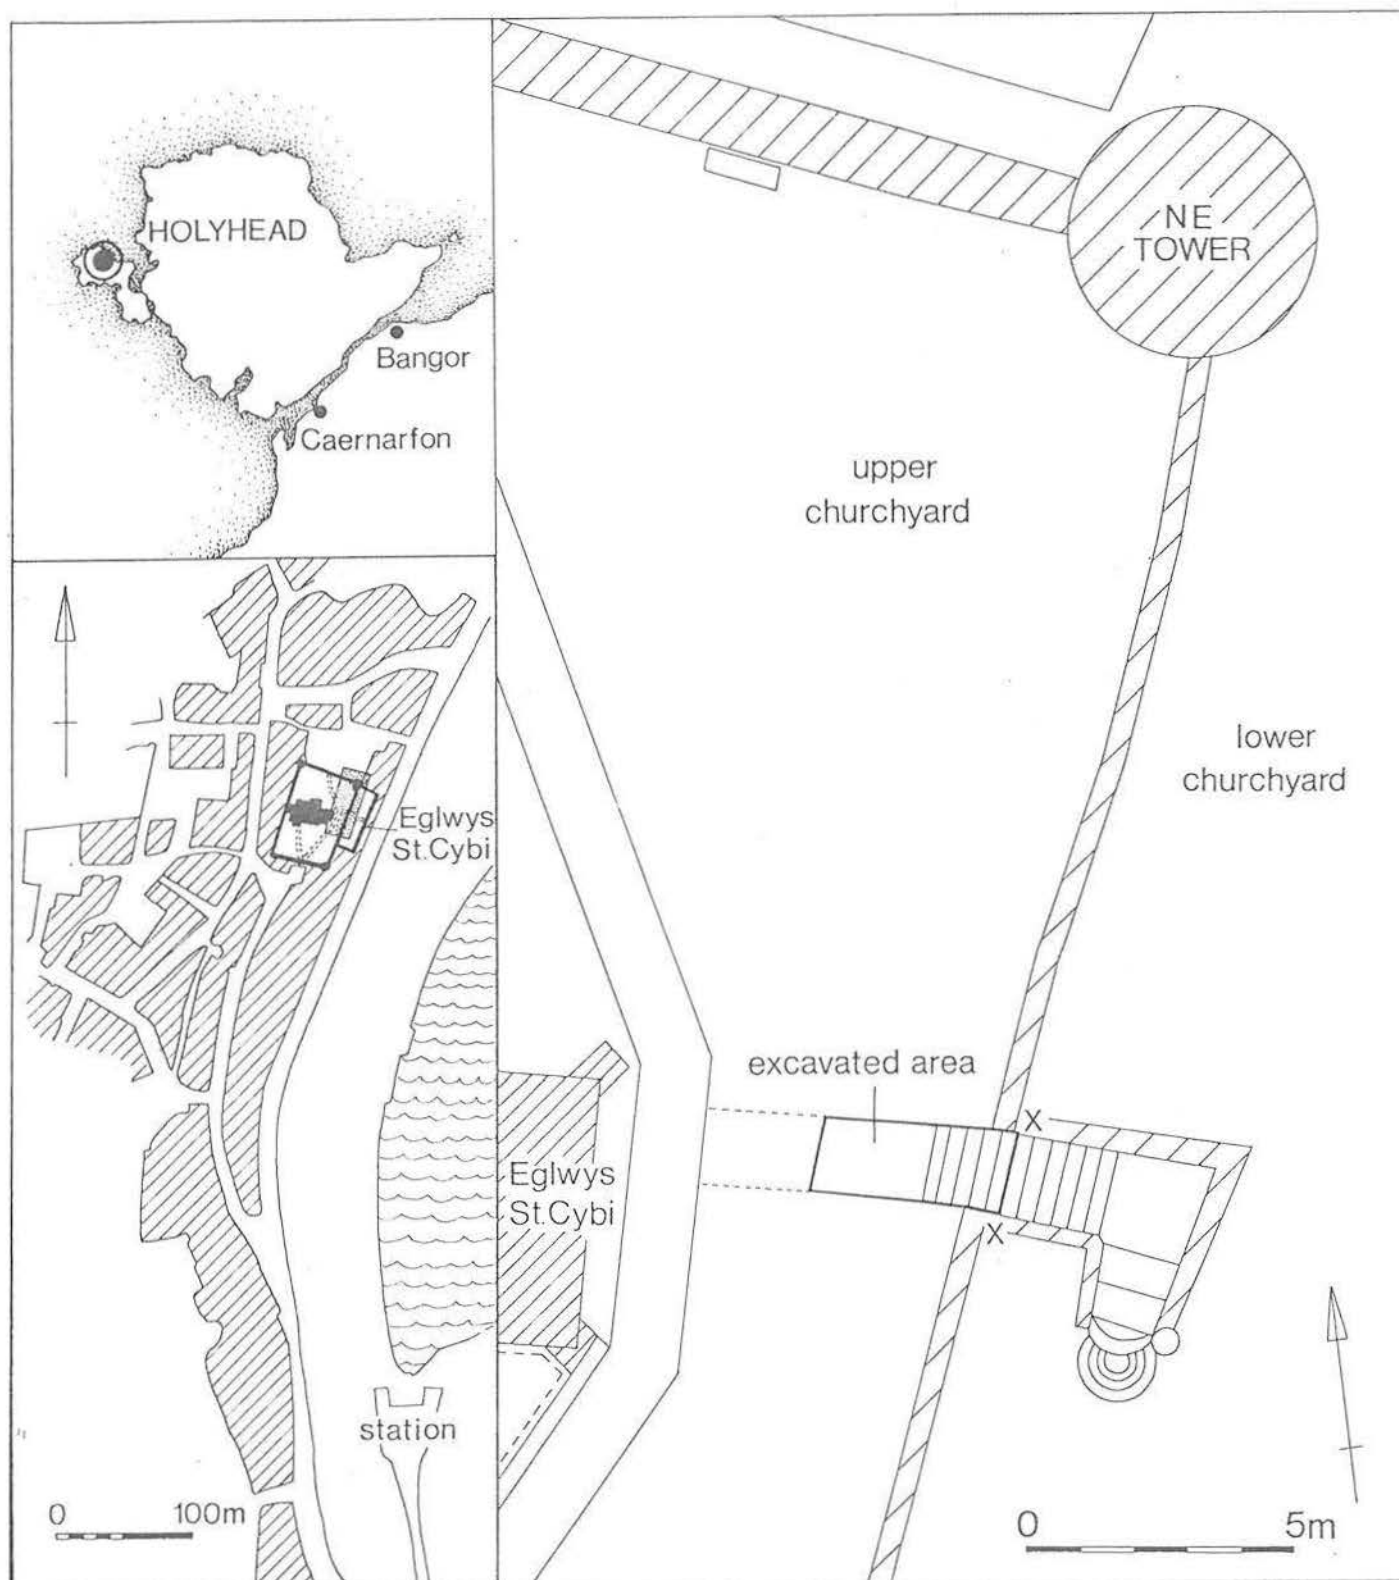 HOLYHEAD
Bangor
Caernarfon
Eglwys
St.Cybi
station
0 100m
NE
TOWER
upper
churchyard
lower
churchyard
excavated area
X
X
Eglwys
St.Cybi
0 5m